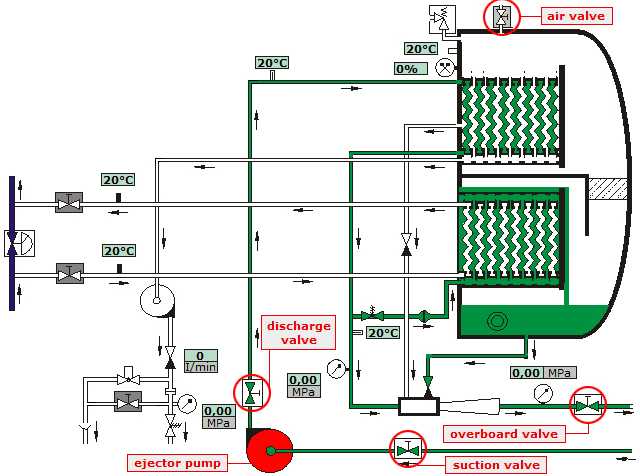 air valve
20°C
20°C
0%
20°C
20°C
discharge
valve
20°C
0
l/min
0,00
MPa
0,00 MPa
0,00
MPa
overboard valve
ejector pump
suction valve